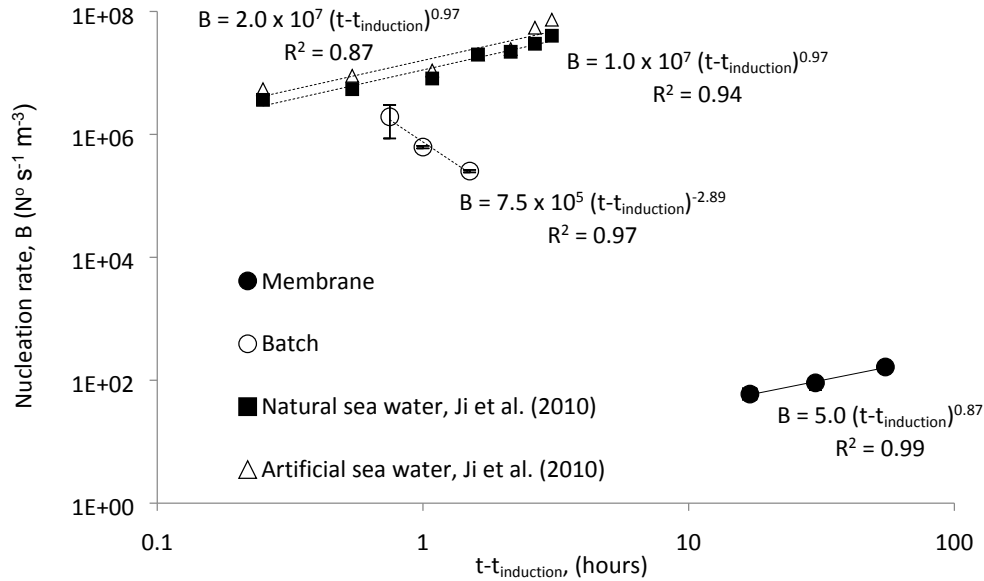 1E+08
1E+06
1E+04
1E+02
1E+00
Nucleation rate, B (Nº s⁻¹ m⁻³)
B = 2.0 x 10⁷ (t-t_induction)^0.97
R² = 0.87
B = 1.0 x 10⁷ (t-t_induction)^0.97
R² = 0.94
B = 7.5 x 10⁵ (t-t_induction)^-2.89
R² = 0.97
Membrane
Batch
Natural sea water, Ji et al. (2010)
Artificial sea water, Ji et al. (2010)
B = 5.0 (t-t_induction)^0.87
R² = 0.99
0.1 1 10 100
t-t_induction, (hours)